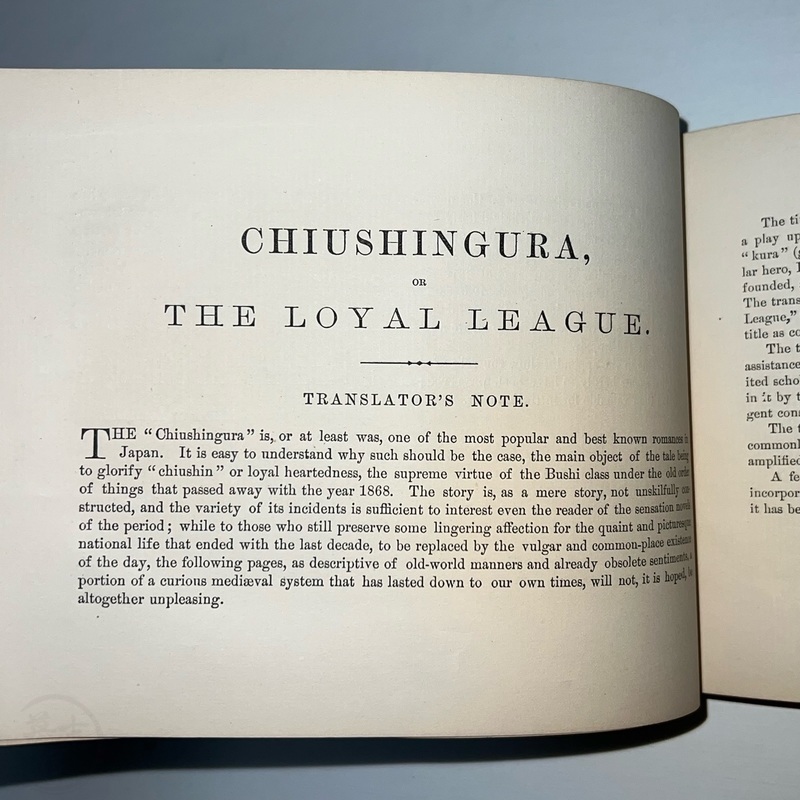 CHIUSHINGURA,
OR
THE LOYAL LEAGUE.
TRANSLATOR'S NOTE.
THE "Chiushingura" is, or at least was, one of the most popular and best known romances in
Japan. It is easy to understand why such should be the case, the main object of the tale being
to glorify "chiushin" or loyal heartedness, the supreme virtue of the Bushi class under the old order
of things that passed away with the year 1868. The story is, as a mere story, not unskilfully con-
structed, and the variety of its incidents is sufficient to interest even the reader of the sensation novels
of the period; while to those who still preserve some lingering affection for the quaint and picturesque
national life that ended with the last decade, to be replaced by the vulgar and common-place existence
of the day, the following pages, as descriptive of old-world manners and already obsolete sentiments, a
portion of a curious mediæval system that has lasted down to our own times, will not, it is hoped, be
altogether unpleasing.
The ti
a play up
"kura" (g
lar hero, 
founded,
The trans
League,"
title as co
The t
assistance
ited scho
in it by t
gent con
The t
commonl
amplified
A fe
incorpor
it has be